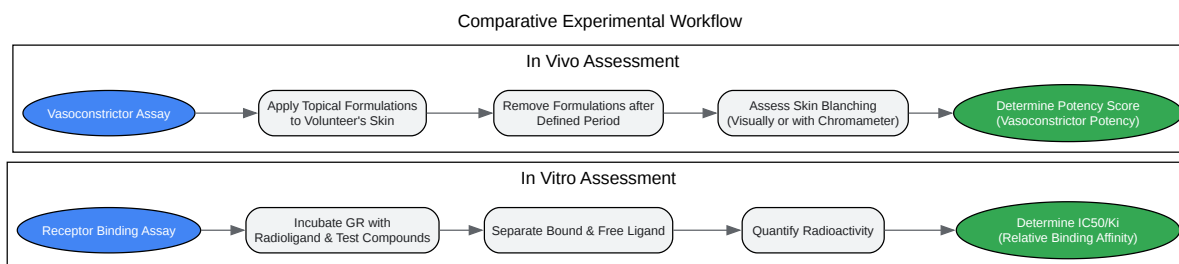 Comparative Experimental Workflow
In Vivo Assessment
Vasoconstrictor Assay
Apply Topical Formulations
to Volunteer's Skin
Remove Formulations after
Defined Period
Assess Skin Blanching
(Visually or with Chromameter)
Determine Potency Score
(Vasoconstrictor Potency)
In Vitro Assessment
Receptor Binding Assay
Incubate GR with
Radioligand & Test Compounds
Separate Bound & Free Ligand
Quantify Radioactivity
Determine IC50/Ki
(Relative Binding Affinity)